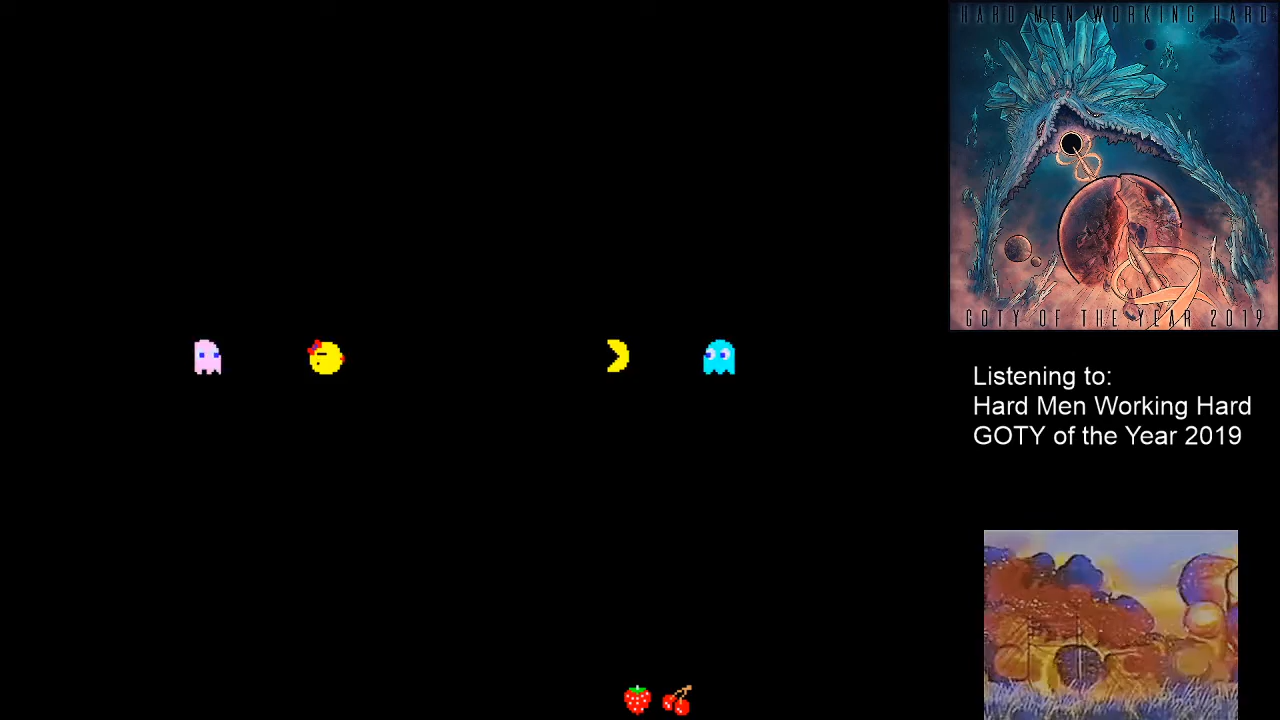 HARD MEN WORKING HARD
GOTY OF THE YEAR 2019
Listening to:
Hard Men Working Hard
GOTY of the Year 2019